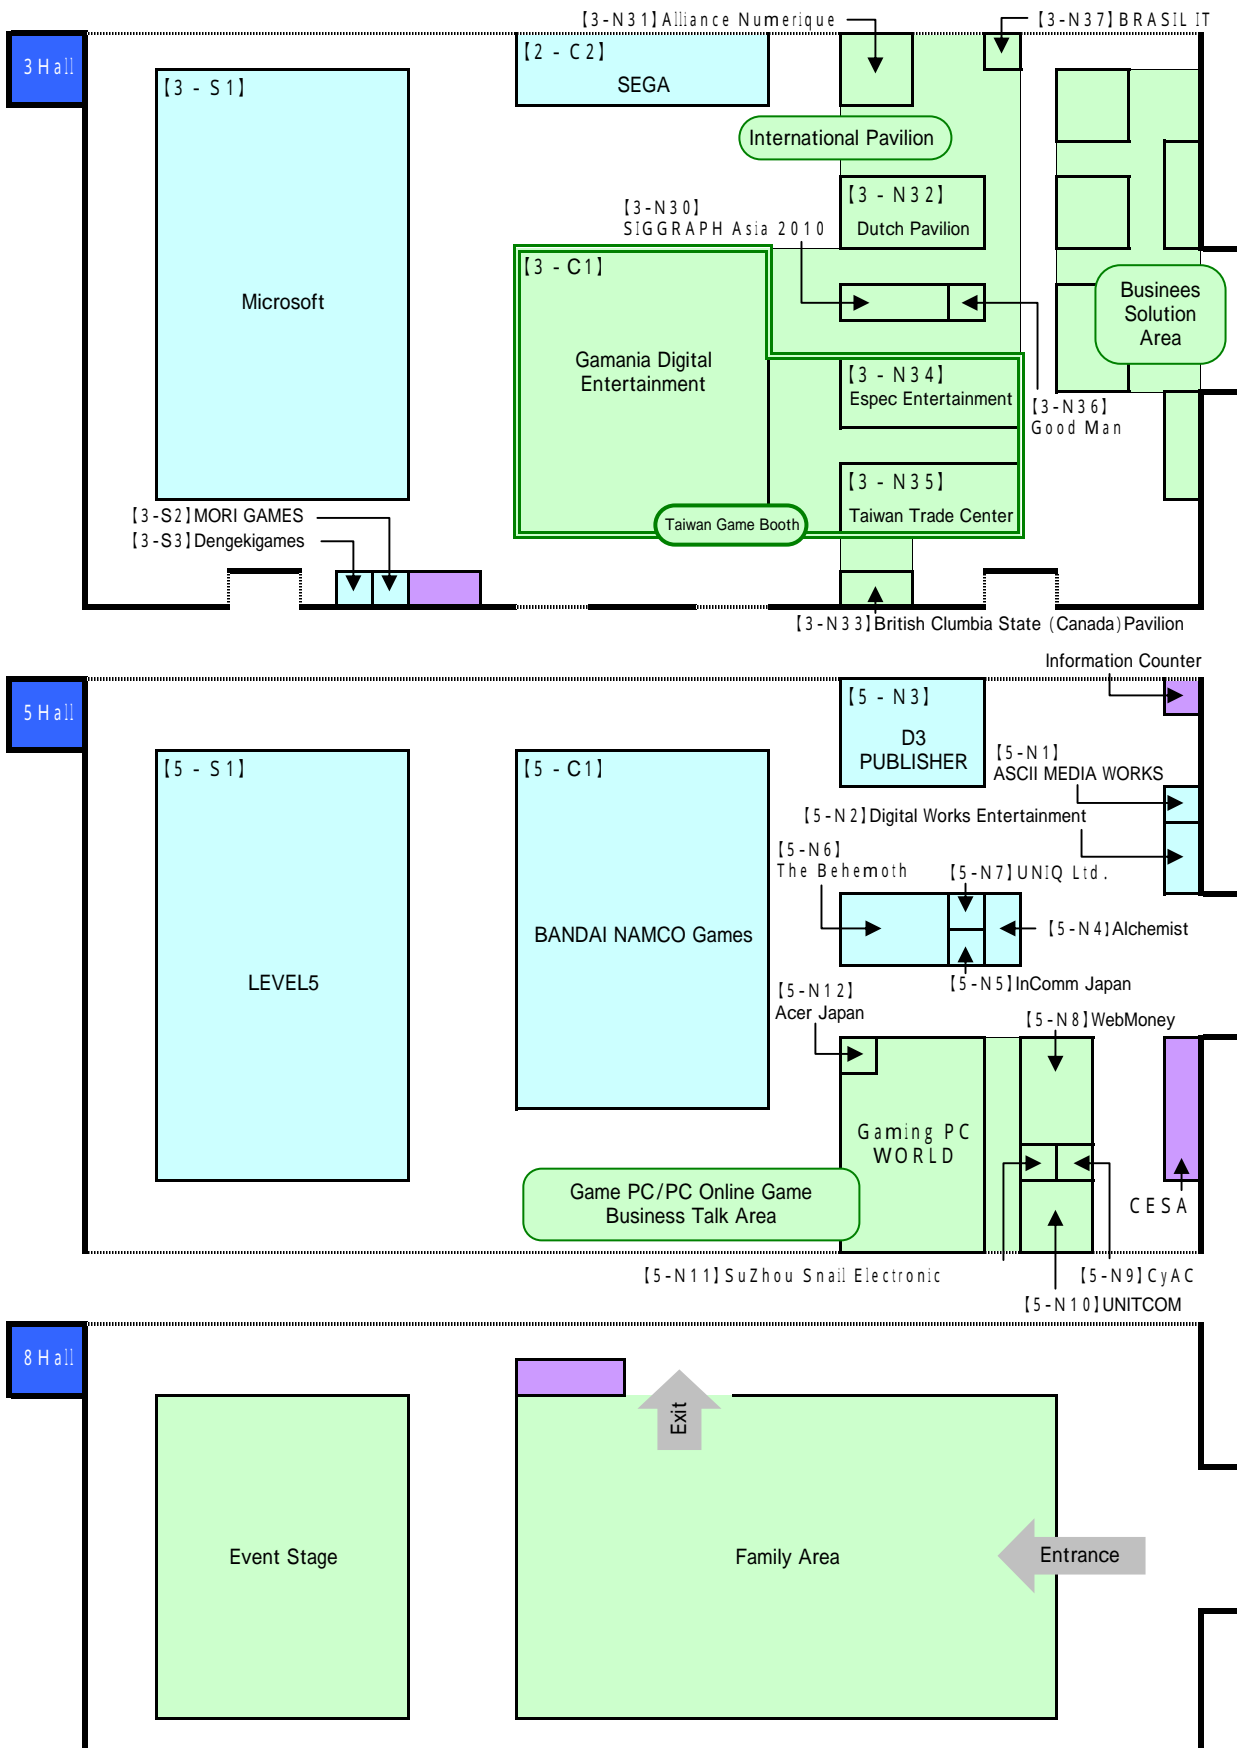 【3-N31】Alliance Numerique
【3-N37】BRASIL IT
3Hall
【3-S1】
Microsoft
【2-C2】
SEGA
International Pavilion
【3-N32】
Dutch Pavilion
【3-N30】
SIGGRAPH Asia 2010
【3-C1】
Gamania Digital
Entertainment
Businees
Solution
Area
【3-N34】
Espec Entertainment
【3-N36】
Good Man
【3-N35】
Taiwan Trade Center
Taiwan Game Booth
【3-S2】MORI GAMES
【3-S3】Dengekigames
【3-N33】British Clumbia State (Canada)Pavilion
Information Counter
5Hall
【5-S1】
LEVEL5
【5-C1】
BANDAI NAMCO Games
【5-N3】
D3
PUBLISHER
【5-N1】
ASCII MEDIA WORKS
【5-N2】Digital Works Entertainment
【5-N6】
The Behemoth
【5-N7】UNIQ Ltd.
【5-N4】Alchemist
【5-N5】InComm Japan
【5-N12】
Acer Japan
【5-N8】WebMoney
Gaming PC
WORLD
Game PC/PC Online Game
Business Talk Area
CESA
【5-N11】SuZhou Snail Electronic
【5-N9】CyAC
【5-N10】UNITCOM
8Hall
Exit
Event Stage
Family Area
Entrance